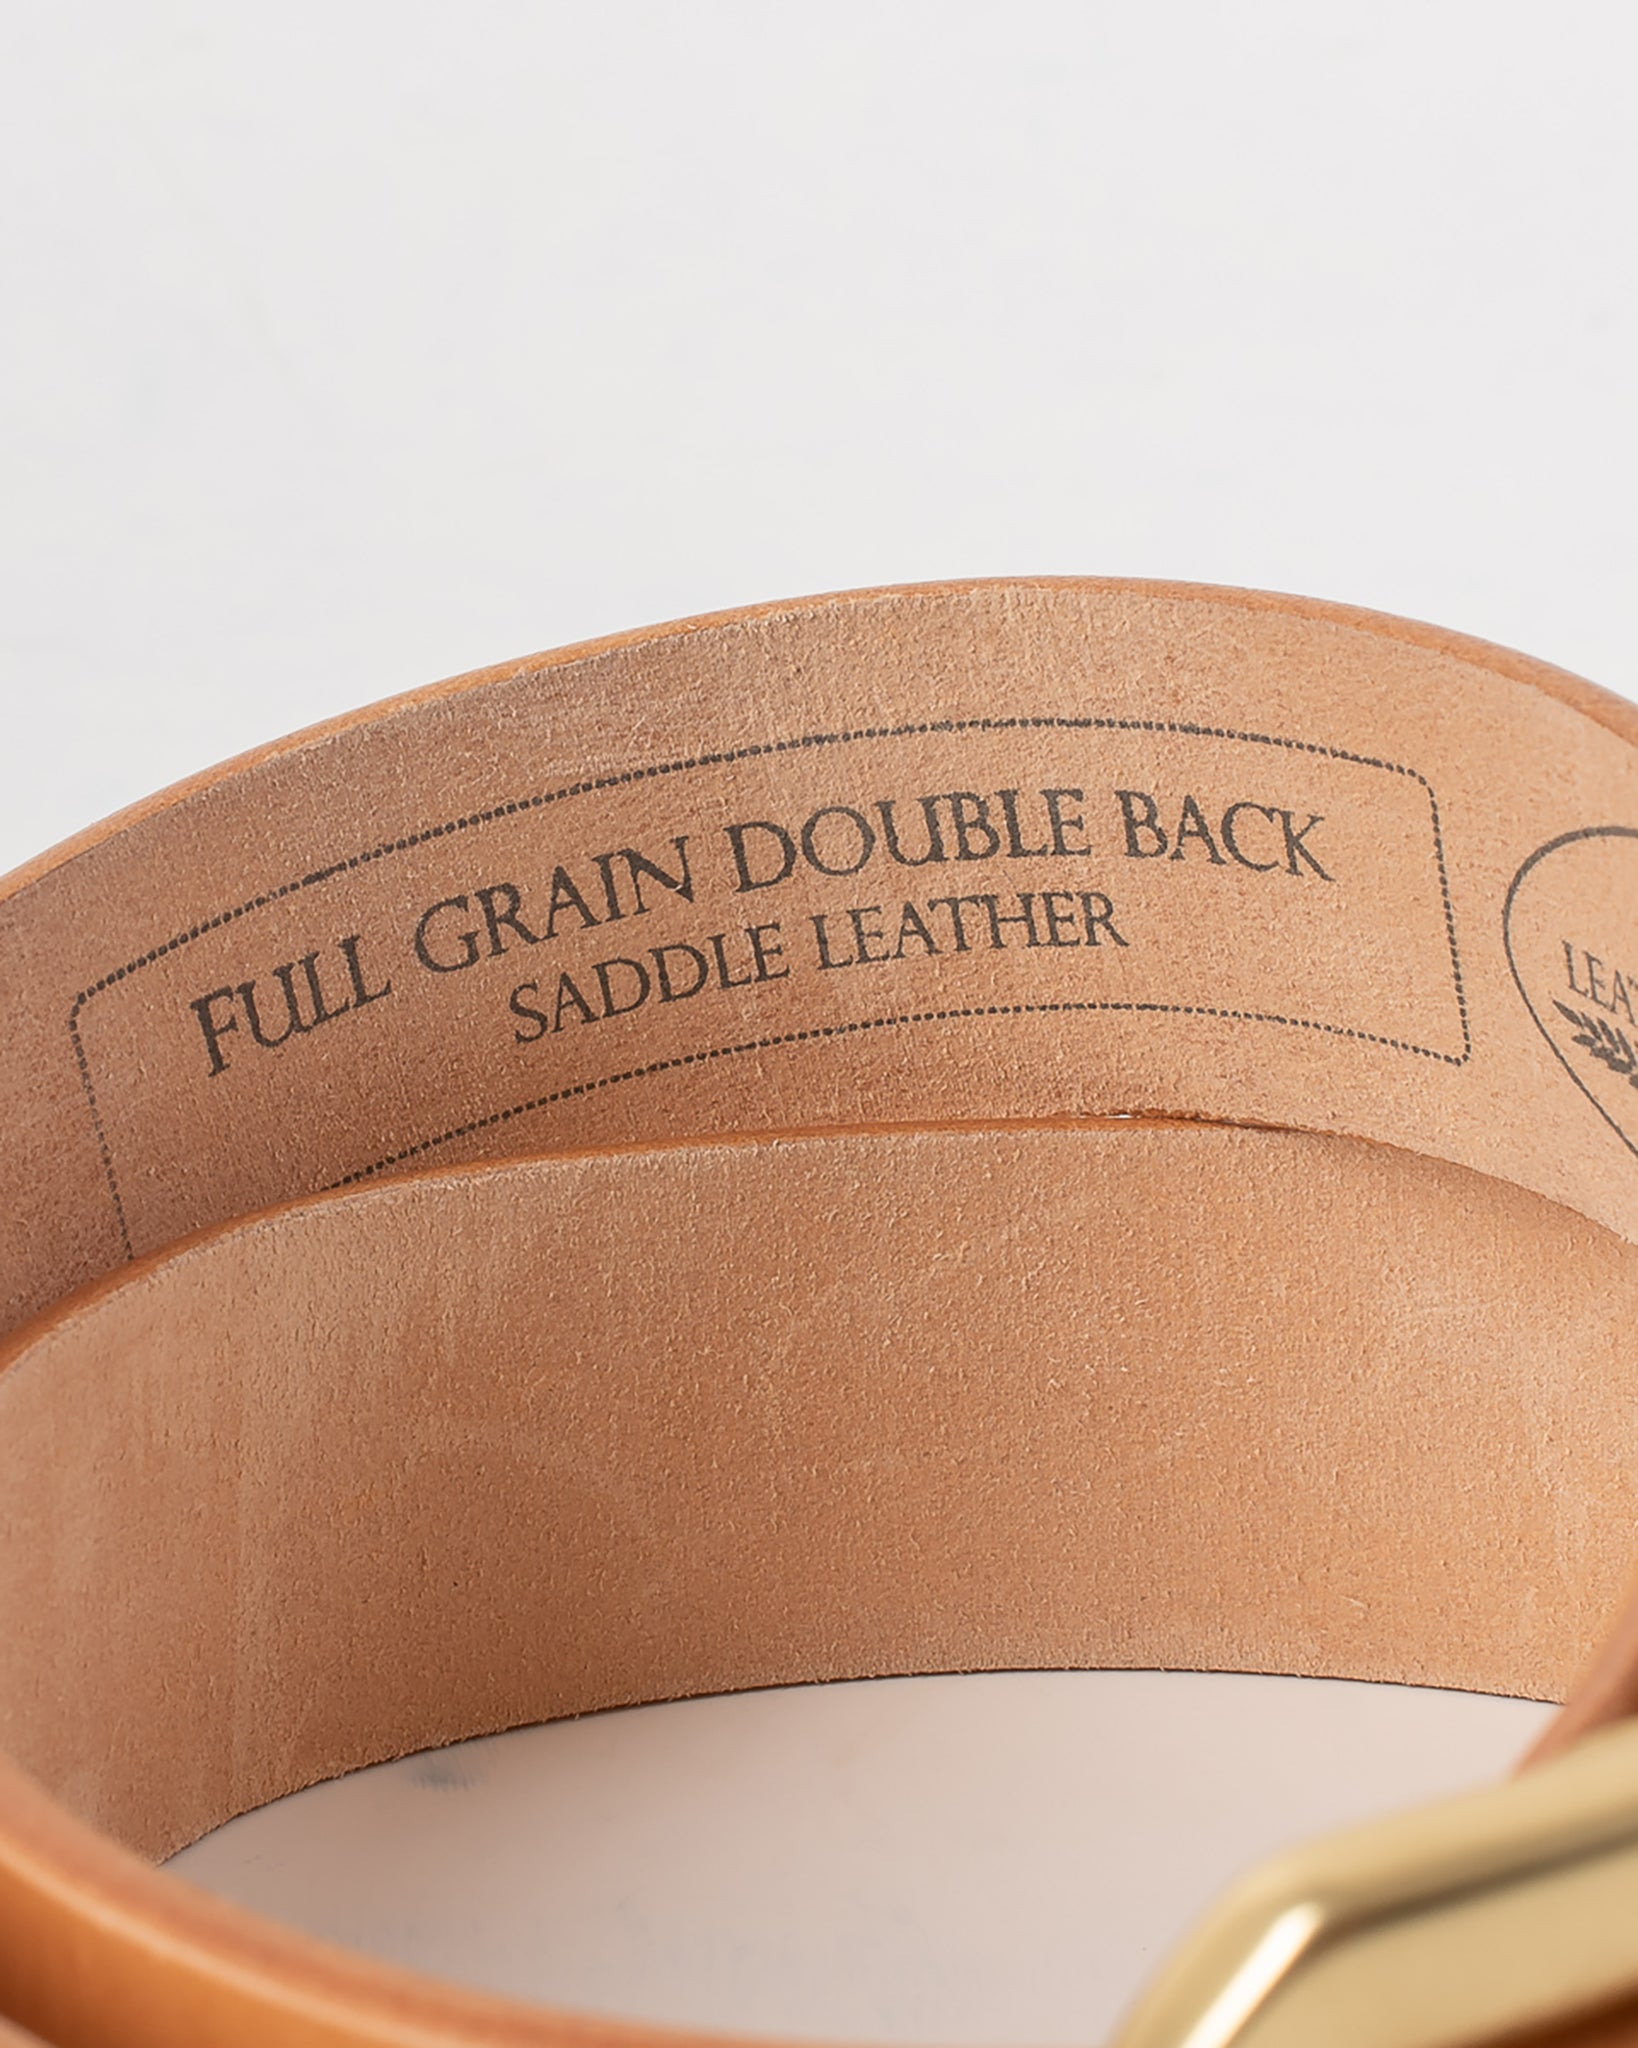 FULL GRAIN DOUBLE BACK
SADDLE LEATHER